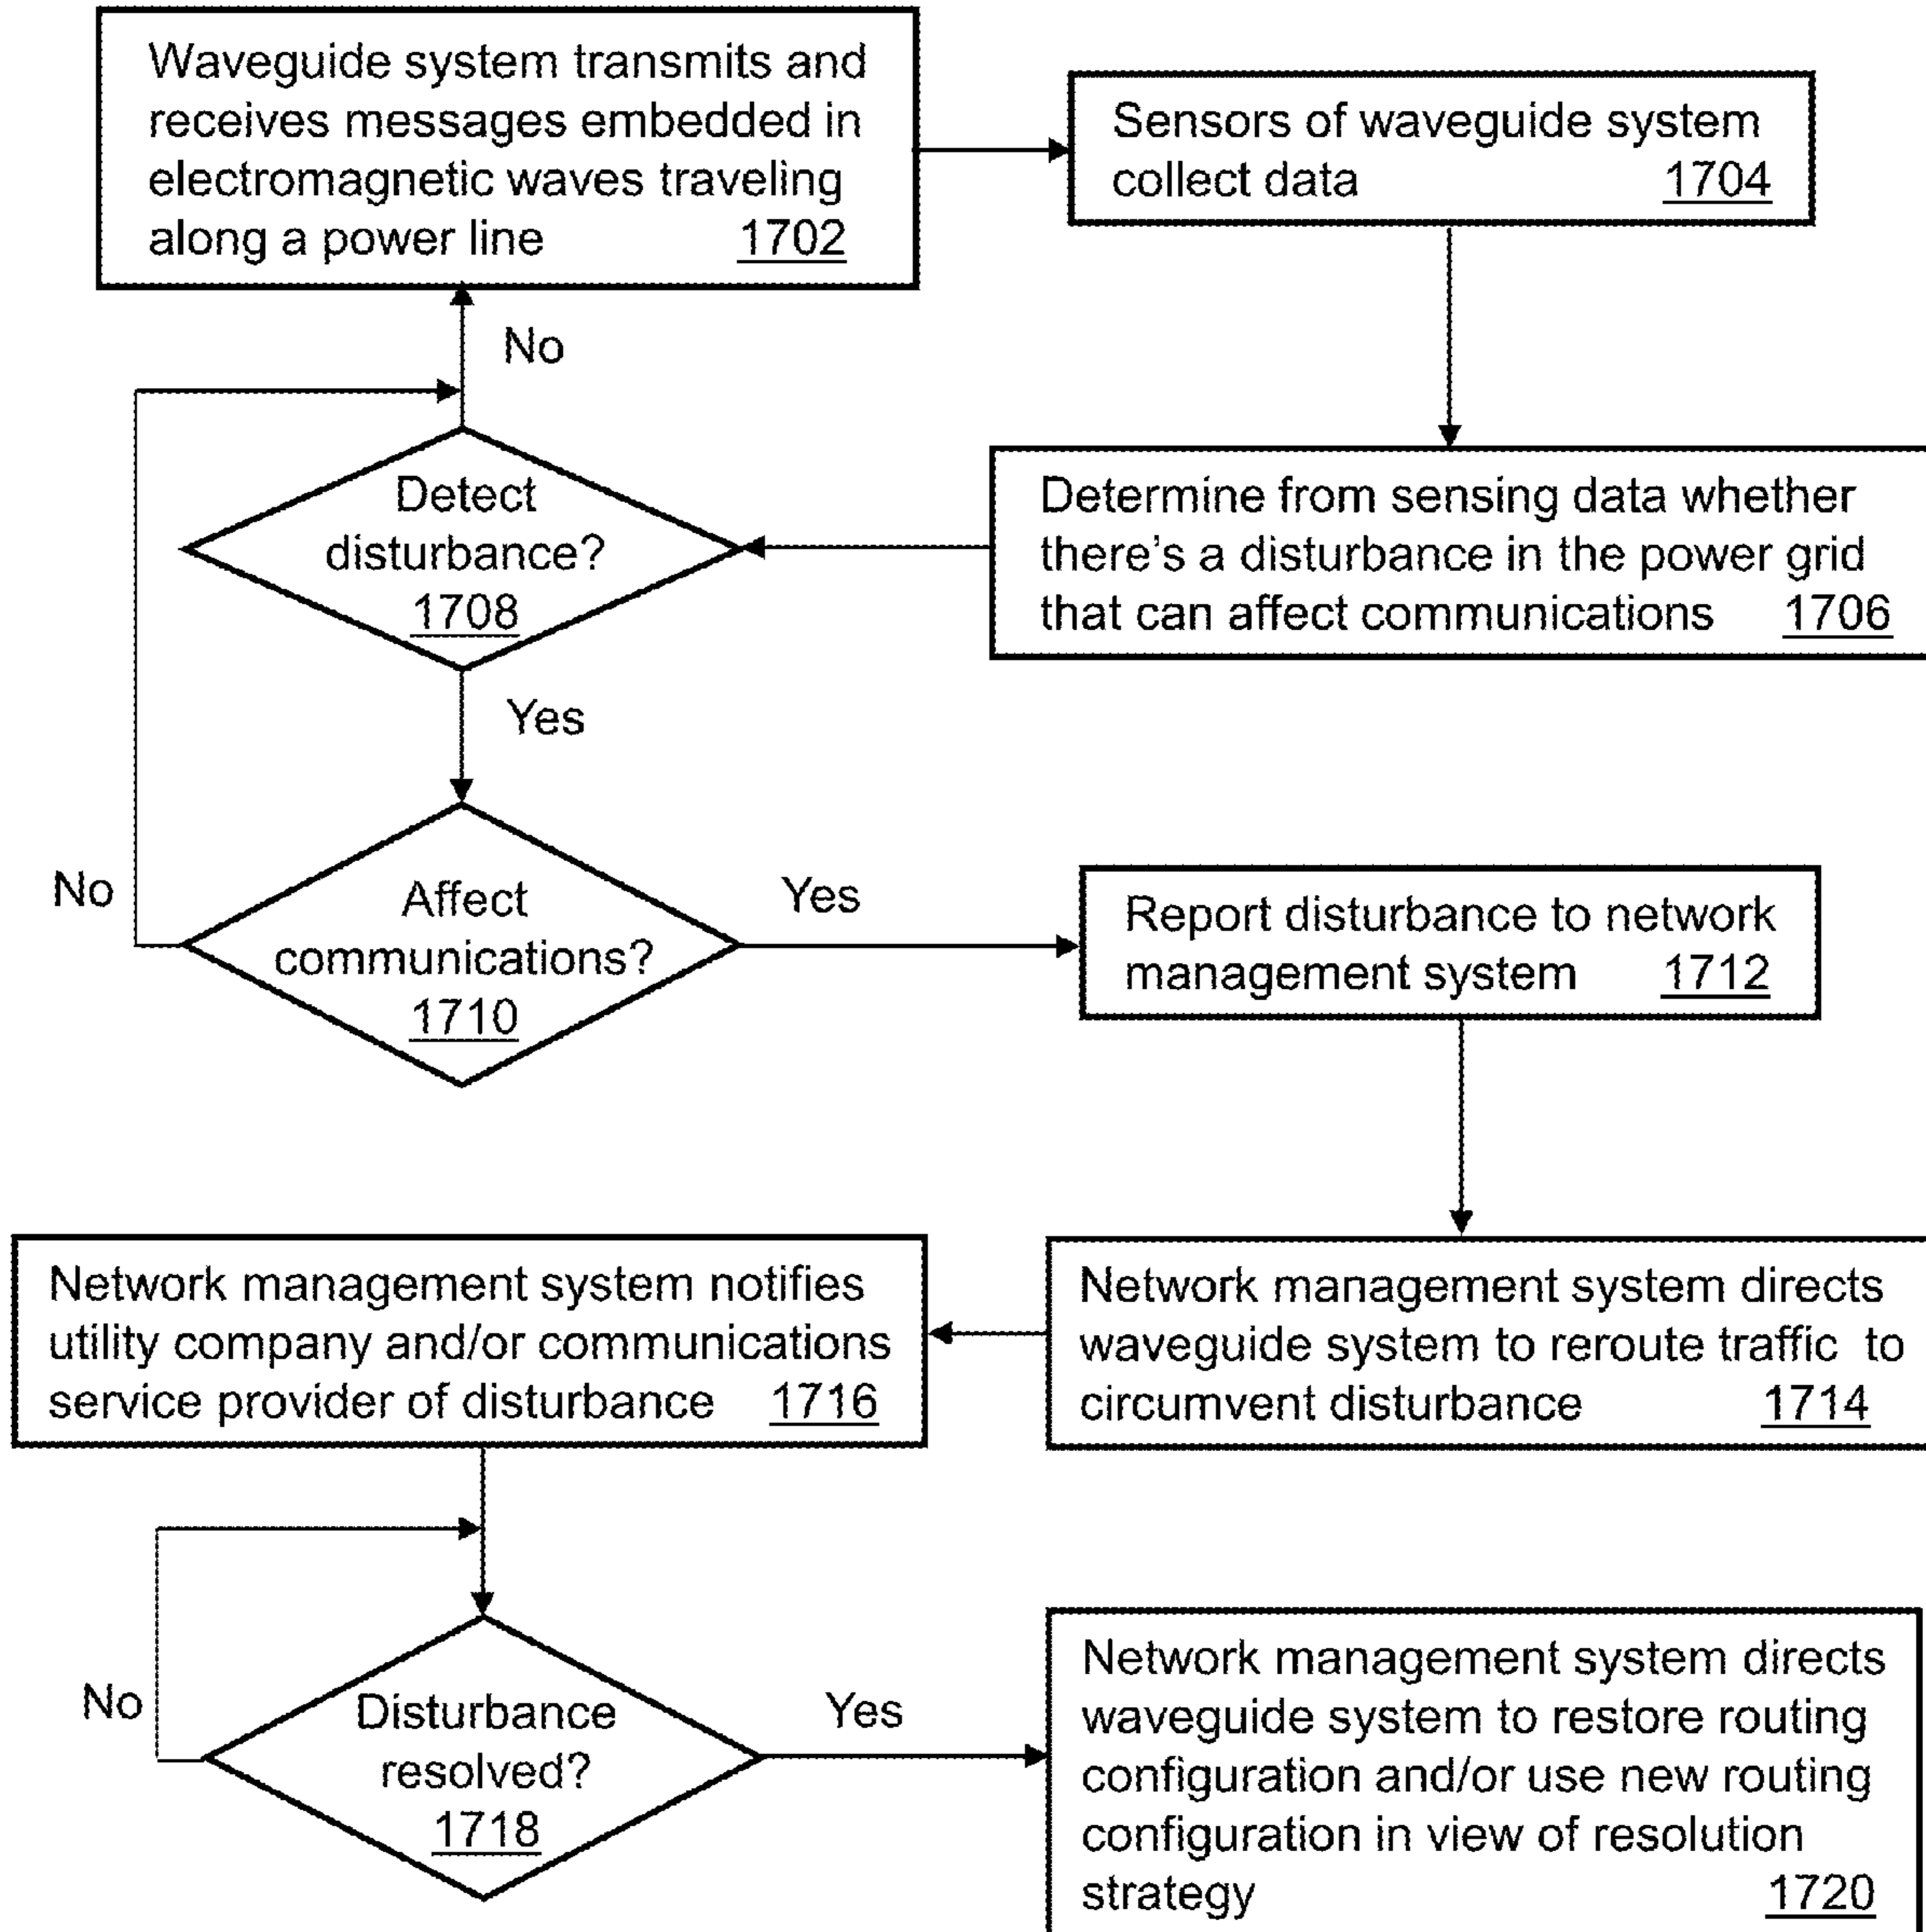 Waveguide system transmits and
receives messages embedded in
electromagnetic waves traveling
along a power line 1702
Sensors of waveguide system
collect data 1704
No
Detect
disturbance?
1708
Determine from sensing data whether
there's a disturbance in the power grid
that can affect communications 1706
Yes
No
Affect
communications?
1710
Yes
Report disturbance to network
management system 1712
Network management system notifies
utility company and/or communications
service provider of disturbance 1716
Network management system directs
waveguide system to reroute traffic to
circumvent disturbance 1714
No
Disturbance
resolved?
1718
Yes
Network management system directs
waveguide system to restore routing
configuration and/or use new routing
configuration in view of resolution
strategy 1720